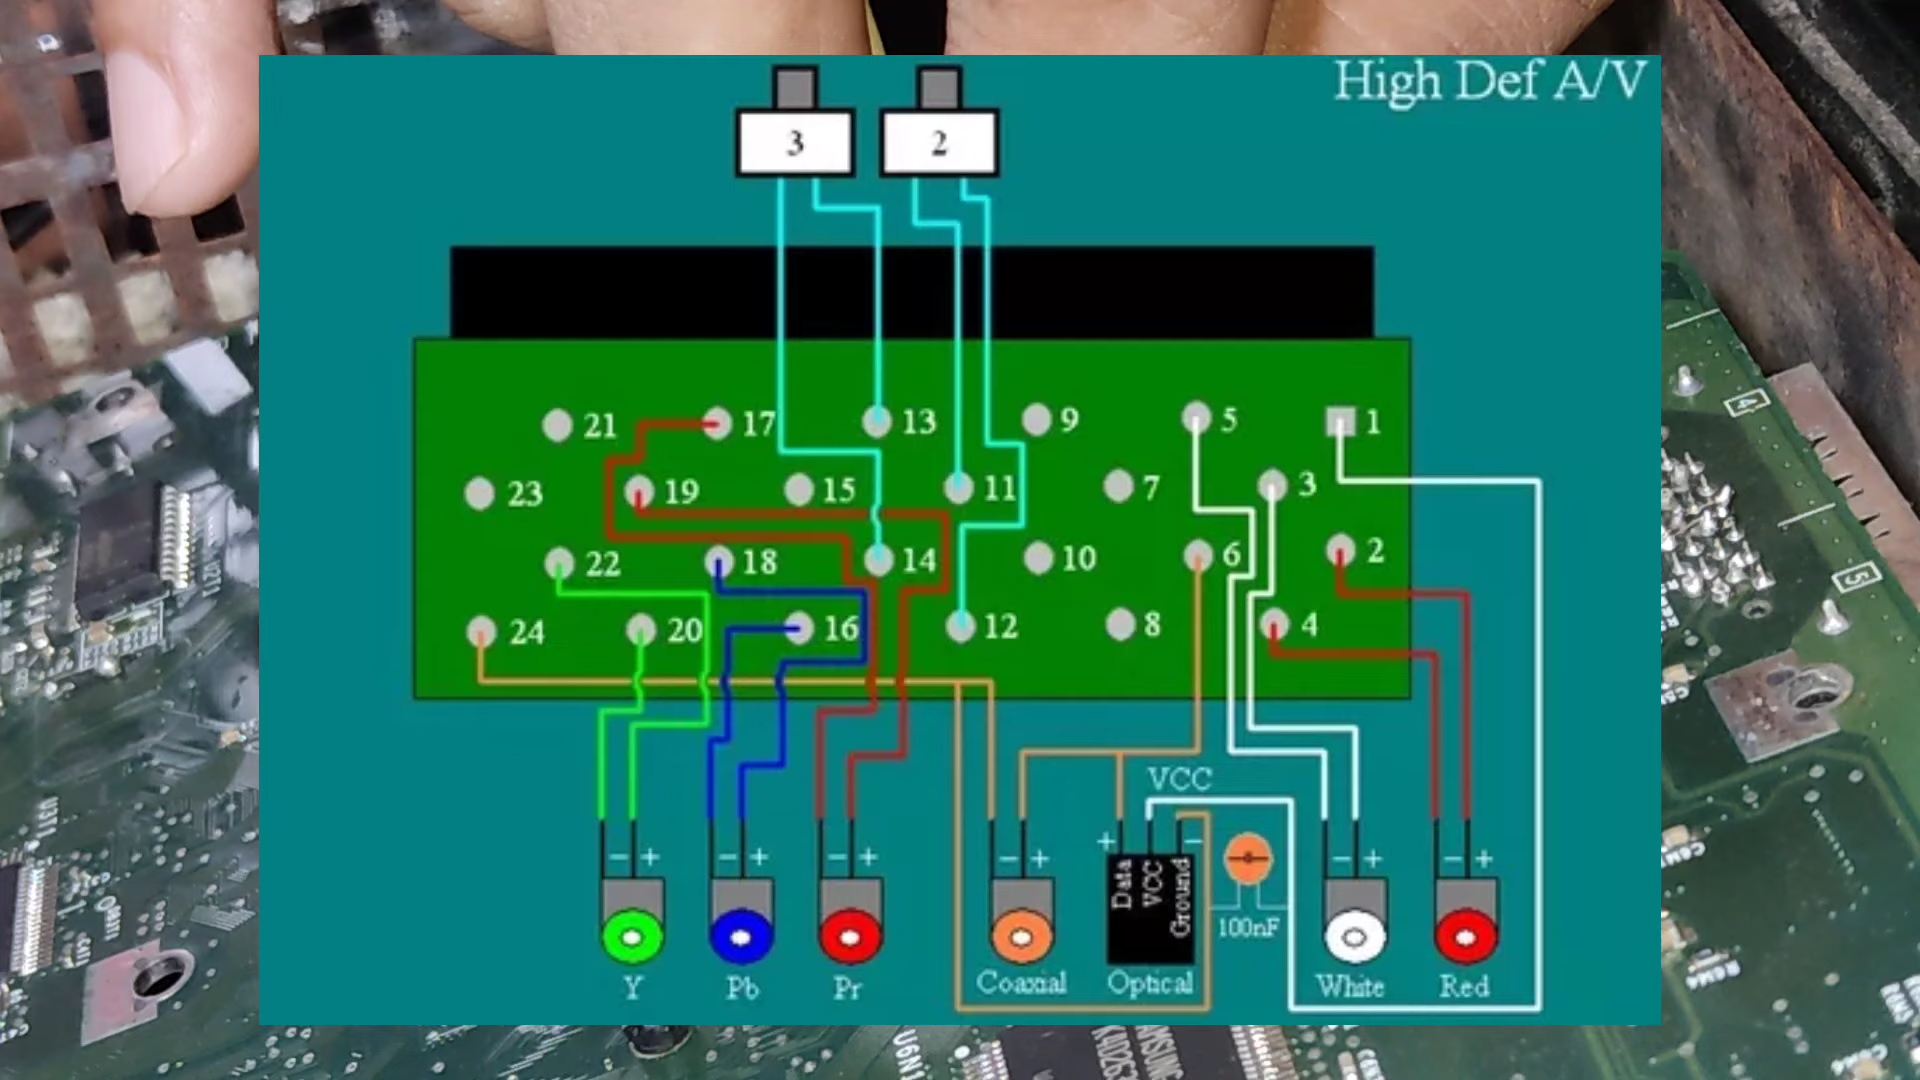 High Def A/V
3 2
21 17 13 9 5 1
23 19 15 11 7 3
22 18 14 10 6 2
24 20 16 12 8 4
VCC
+ −
− + − + − + − + − + − +
Data VCC Ground
100nF
Y Pb Pr Coaxial Optical White Red
4
5